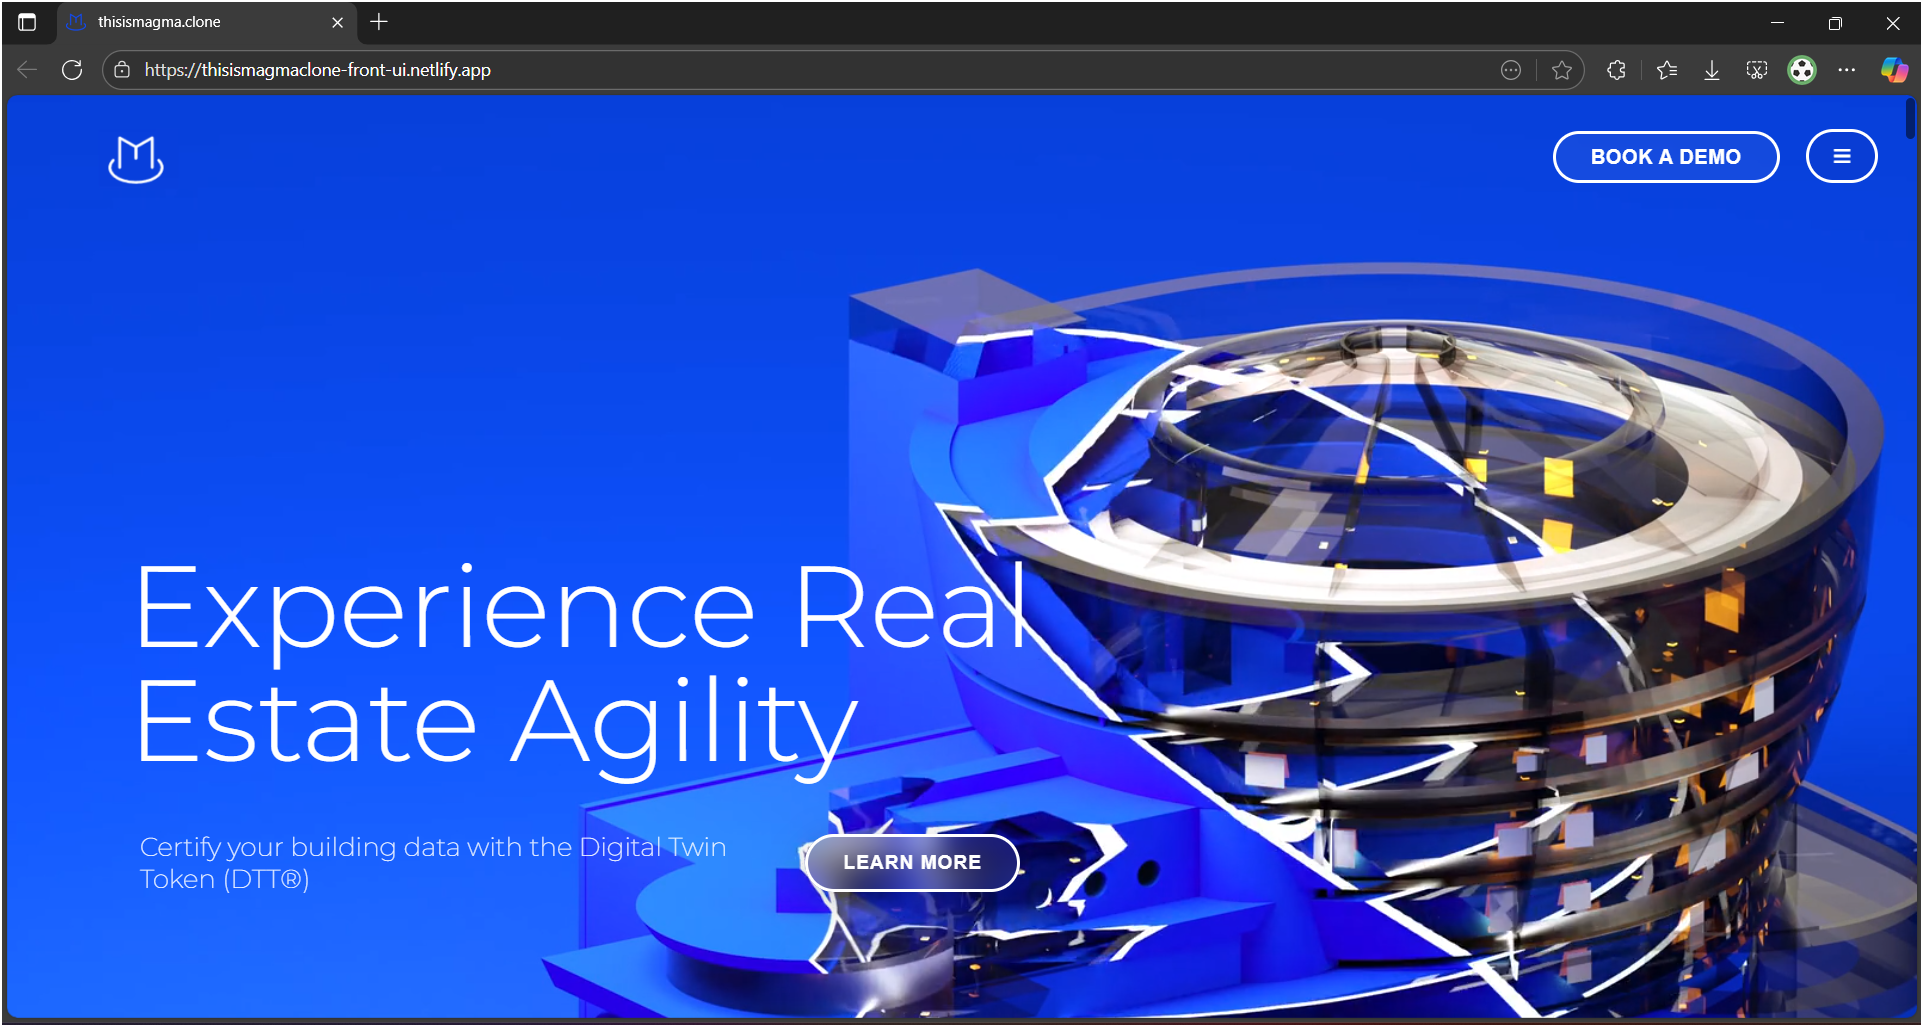 thisismagma.clone
https://thisismagmaclone-front-ui.netlify.app
BOOK A DEMO
Experience Real
Estate Agility
Certify your building data with the Digital Twin
Token (DTT®)
LEARN MORE